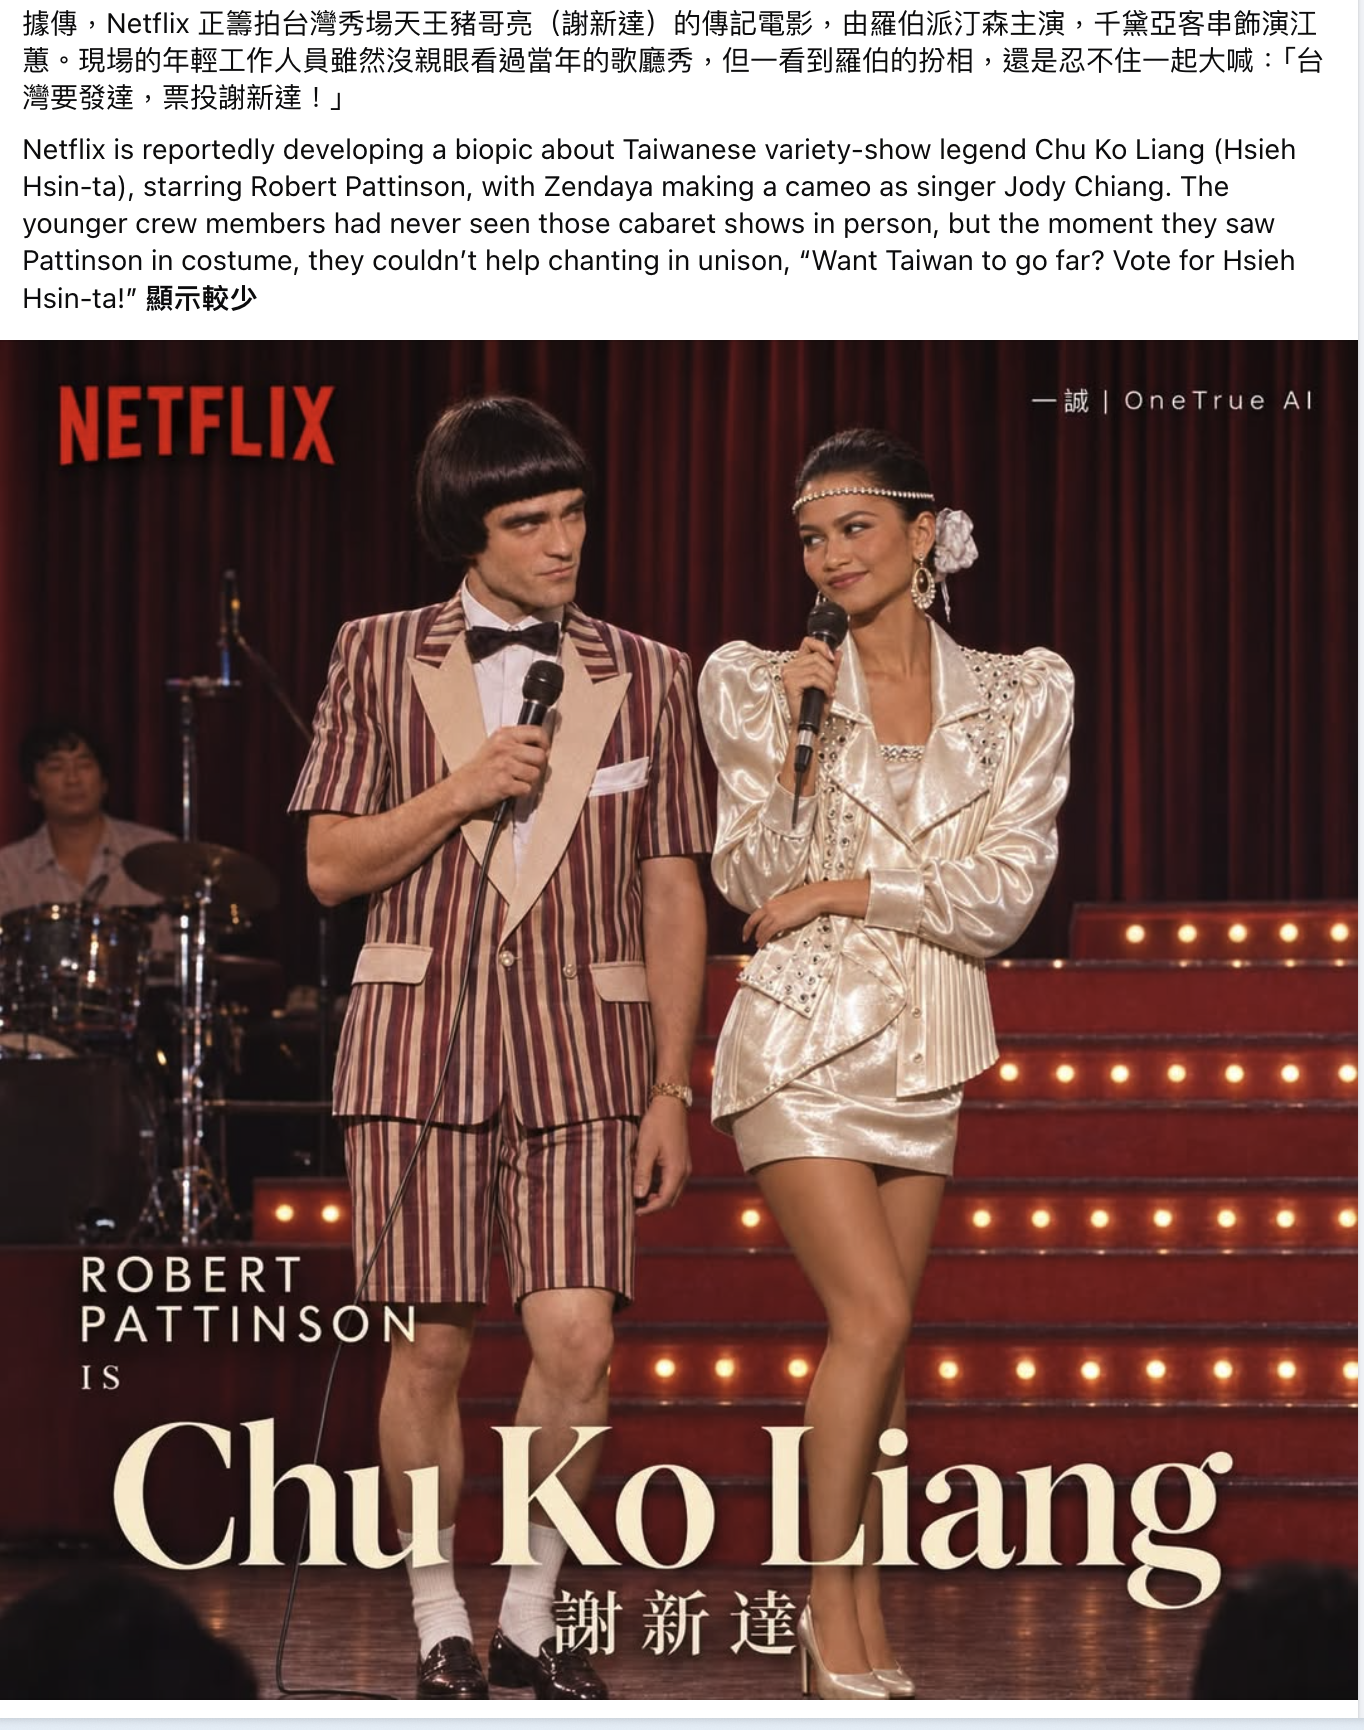 據傳，Netflix 正籌拍台灣秀場天王豬哥亮（謝新達）的傳記電影，由羅伯派汀森主演，千黛亞客串飾演江
蕙。現場的年輕工作人員雖然沒親眼看過當年的歌廳秀，但一看到羅伯的扮相，還是忍不住一起大喊：「台
灣要發達，票投謝新達！」
Netflix is reportedly developing a biopic about Taiwanese variety-show legend Chu Ko Liang (Hsieh
Hsin-ta), starring Robert Pattinson, with Zendaya making a cameo as singer Jody Chiang. The
younger crew members had never seen those cabaret shows in person, but the moment they saw
Pattinson in costume, they couldn’t help chanting in unison, “Want Taiwan to go far? Vote for Hsieh
Hsin-ta!” 顯示較少
NETFLIX
一誠 | OneTrue AI
ROBERT
PATTINSON
IS
Chu Ko Liang
謝新達